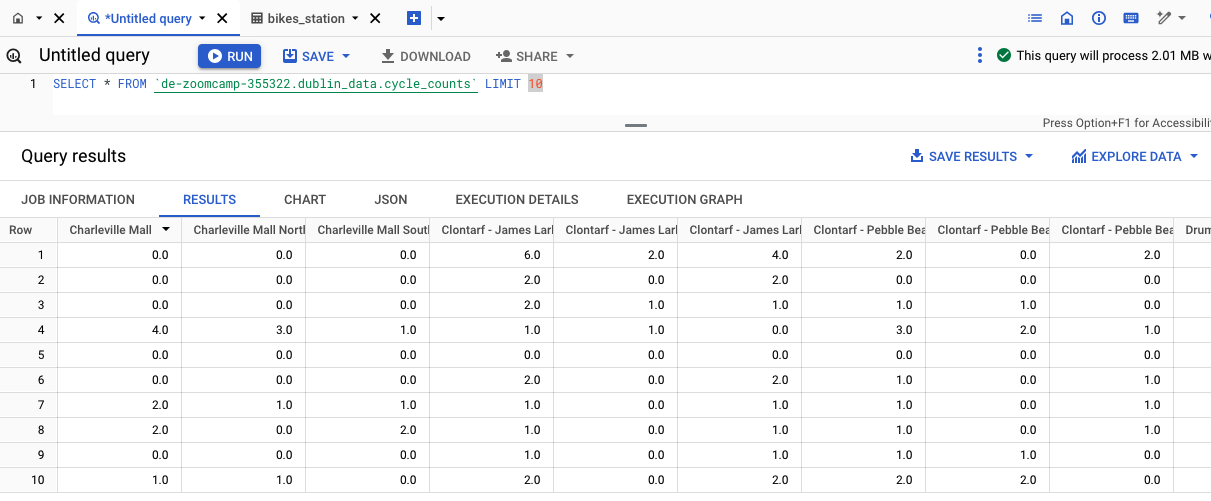 *Untitled query
bikes_station
Untitled query
RUN
SAVE
DOWNLOAD
SHARE
This query will process 2.01 MB w
1 SELECT * FROM `de-zoomcamp-355322.dublin_data.cycle_counts` LIMIT 10
Press Option+F1 for Accessibili
Query results
SAVE RESULTS
EXPLORE DATA
JOB INFORMATION RESULTS CHART JSON EXECUTION DETAILS EXECUTION GRAPH
Row Charleville Mall Charleville Mall North Charleville Mall Sout Clontarf - James Larl Clontarf - James Larl Clontarf - James Larl Clontarf - Pebble Bea Clontarf - Pebble Bea Clontarf - Pebble Bea Drum
1 0.0 0.0 0.0 6.0 2.0 4.0 2.0 0.0 2.0
2 0.0 0.0 0.0 2.0 0.0 2.0 0.0 0.0 0.0
3 0.0 0.0 0.0 2.0 1.0 1.0 1.0 1.0 0.0
4 4.0 3.0 1.0 1.0 1.0 0.0 3.0 2.0 1.0
5 0.0 0.0 0.0 0.0 0.0 0.0 0.0 0.0 0.0
6 0.0 0.0 0.0 2.0 0.0 2.0 1.0 0.0 1.0
7 2.0 1.0 1.0 1.0 0.0 1.0 1.0 0.0 1.0
8 2.0 0.0 2.0 1.0 0.0 1.0 1.0 0.0 1.0
9 0.0 0.0 0.0 1.0 0.0 1.0 1.0 1.0 0.0
10 1.0 1.0 0.0 2.0 0.0 2.0 2.0 2.0 0.0